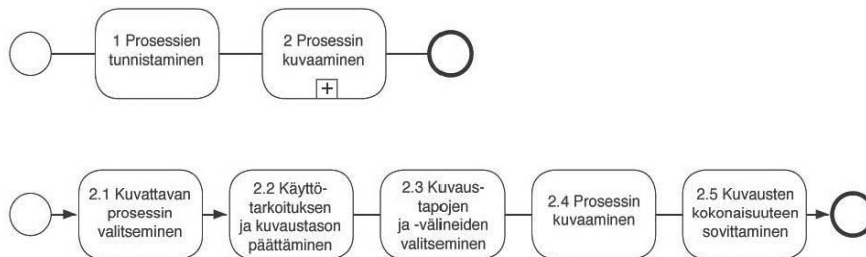 1 Prosessien
tunnistaminen
2 Prosessin
kuvaaminen
+
2.1 Kuvattavan
prosessin
valitseminen
2.2 Käyttö-
tarkoituksen
ja kuvaustason
päättäminen
2.3 Kuvaus-
tapojen
ja -välineiden
valitseminen
2.4 Prosessin
kuvaaminen
2.5 Kuvausten
kokonaisuuteen
sovittaminen